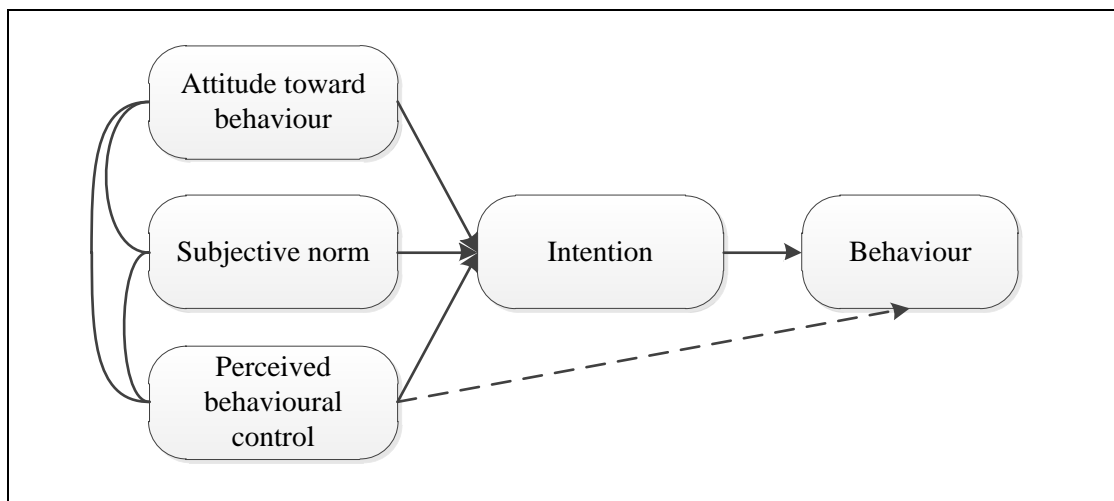 Attitude toward
behaviour
Subjective norm
Intention
Behaviour
Perceived
behavioural
control